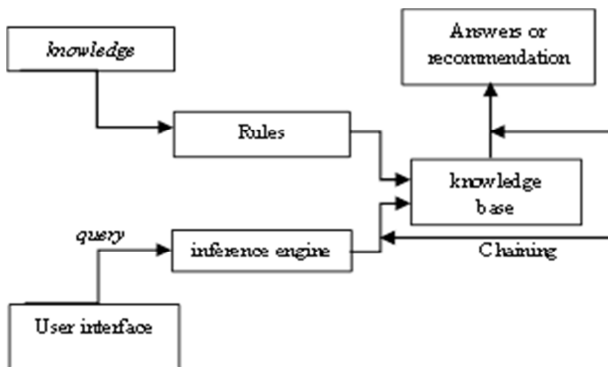 knowledge
Answers or
recommendation
Rules
knowledge
base
query
inference engine
Chaining
User interface